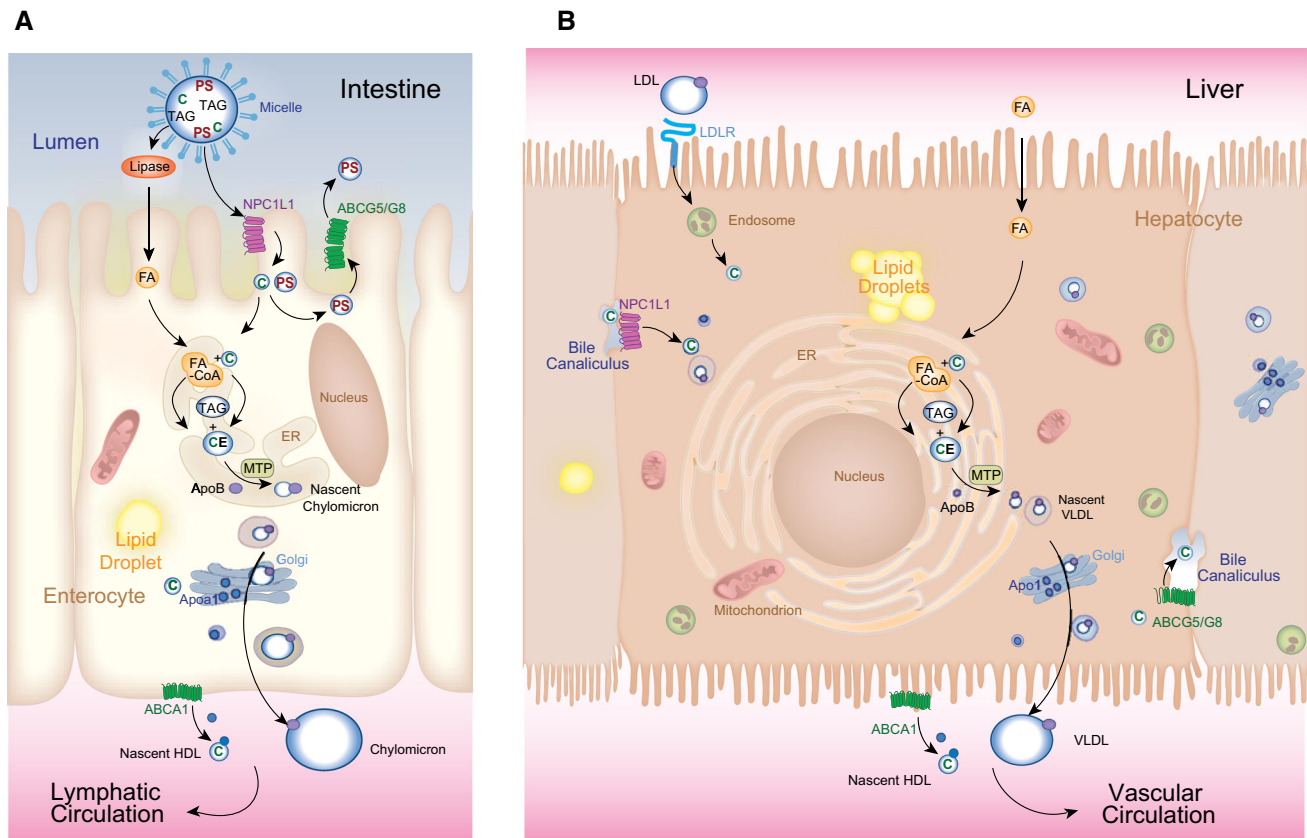 A
Intestine
PS
C
TAG
TAG
PS
C
Micelle
Lumen
Lipase
PS
NPC1L1
ABCG5/G8
FA
C
PS
PS
FA
-CoA
+
C
TAG
+
CE
Nucleus
ER
MTP
ApoB
Nascent
Chylomicron
Lipid
Droplet
Golgi
C
Apoa1
Enterocyte
ABCA1
Nascent HDL
C
Chylomicron
Lymphatic
Circulation
B
LDL
Liver
FA
LDLR
Endosome
FA
Hepatocyte
C
Lipid
Droplets
C
NPC1L1
Bile
Canaliculus
C
ER
FA
-CoA
+
C
TAG
+
CE
Nucleus
MTP
ApoB
Nascent
VLDL
Golgi
Apo1
Mitochondrion
C
Bile
Canaliculus
C
ABCG5/G8
ABCA1
Nascent HDL
C
VLDL
Vascular
Circulation